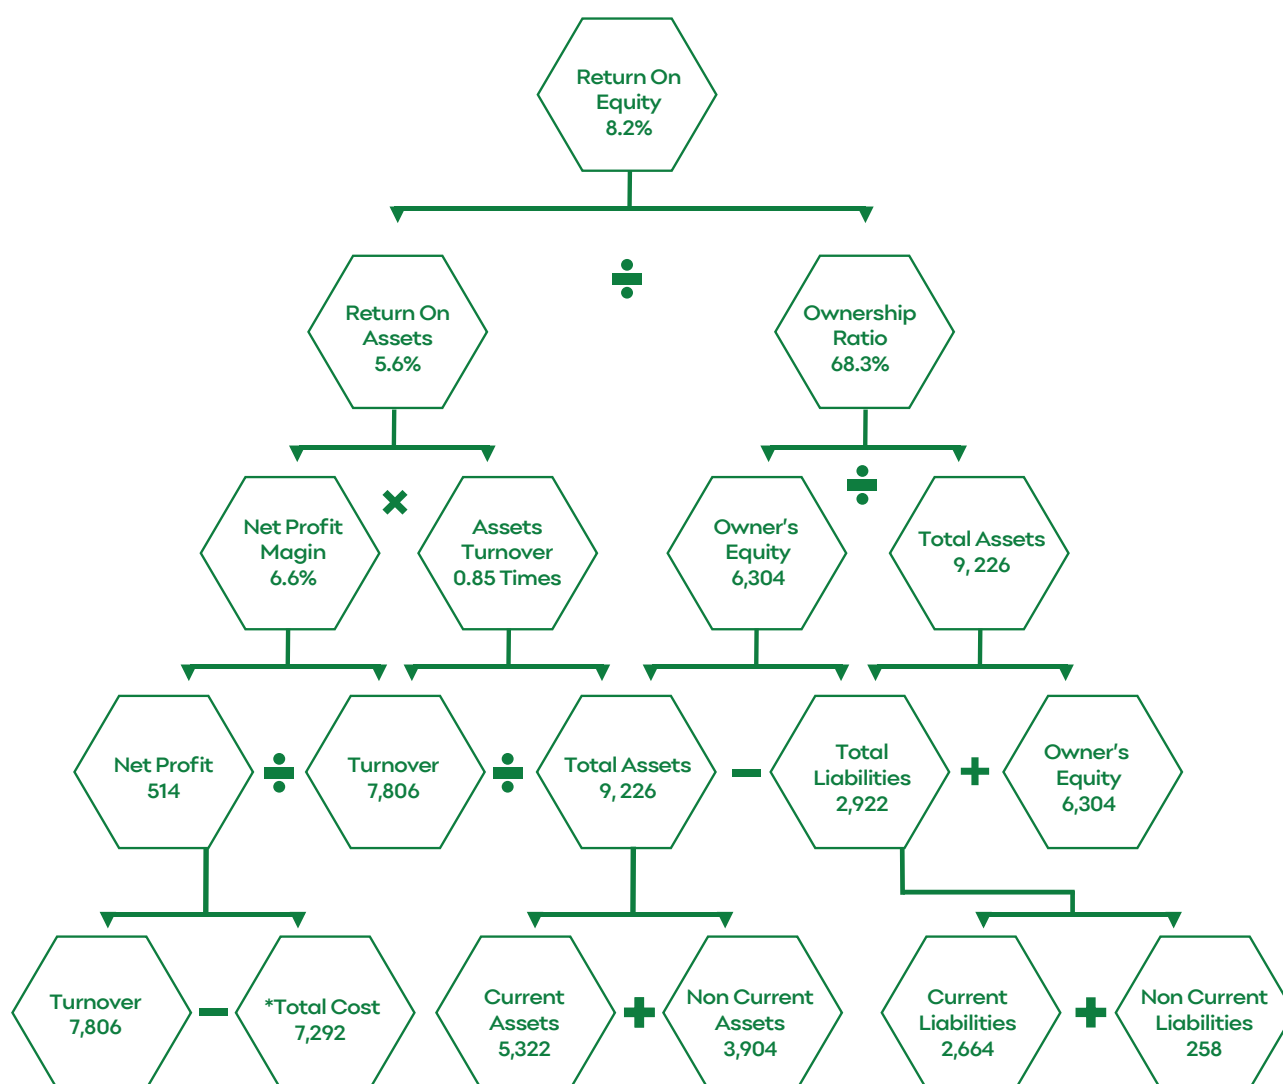 Return On
Equity
8.2%
Return On
Assets
5.6%
Ownership
Ratio
68.3%
Net Profit
Magin
6.6%
Assets
Turnover
0.85 Times
Owner's
Equity
6,304
Total Assets
9, 226
Net Profit
514
Turnover
7,806
Total Assets
9, 226
Total
Liabilities
2,922
Owner's
Equity
6,304
Turnover
7,806
*Total Cost
7,292
Current
Assets
5,322
Non Current
Assets
3,904
Current
Liabilities
2,664
Non Current
Liabilities
258